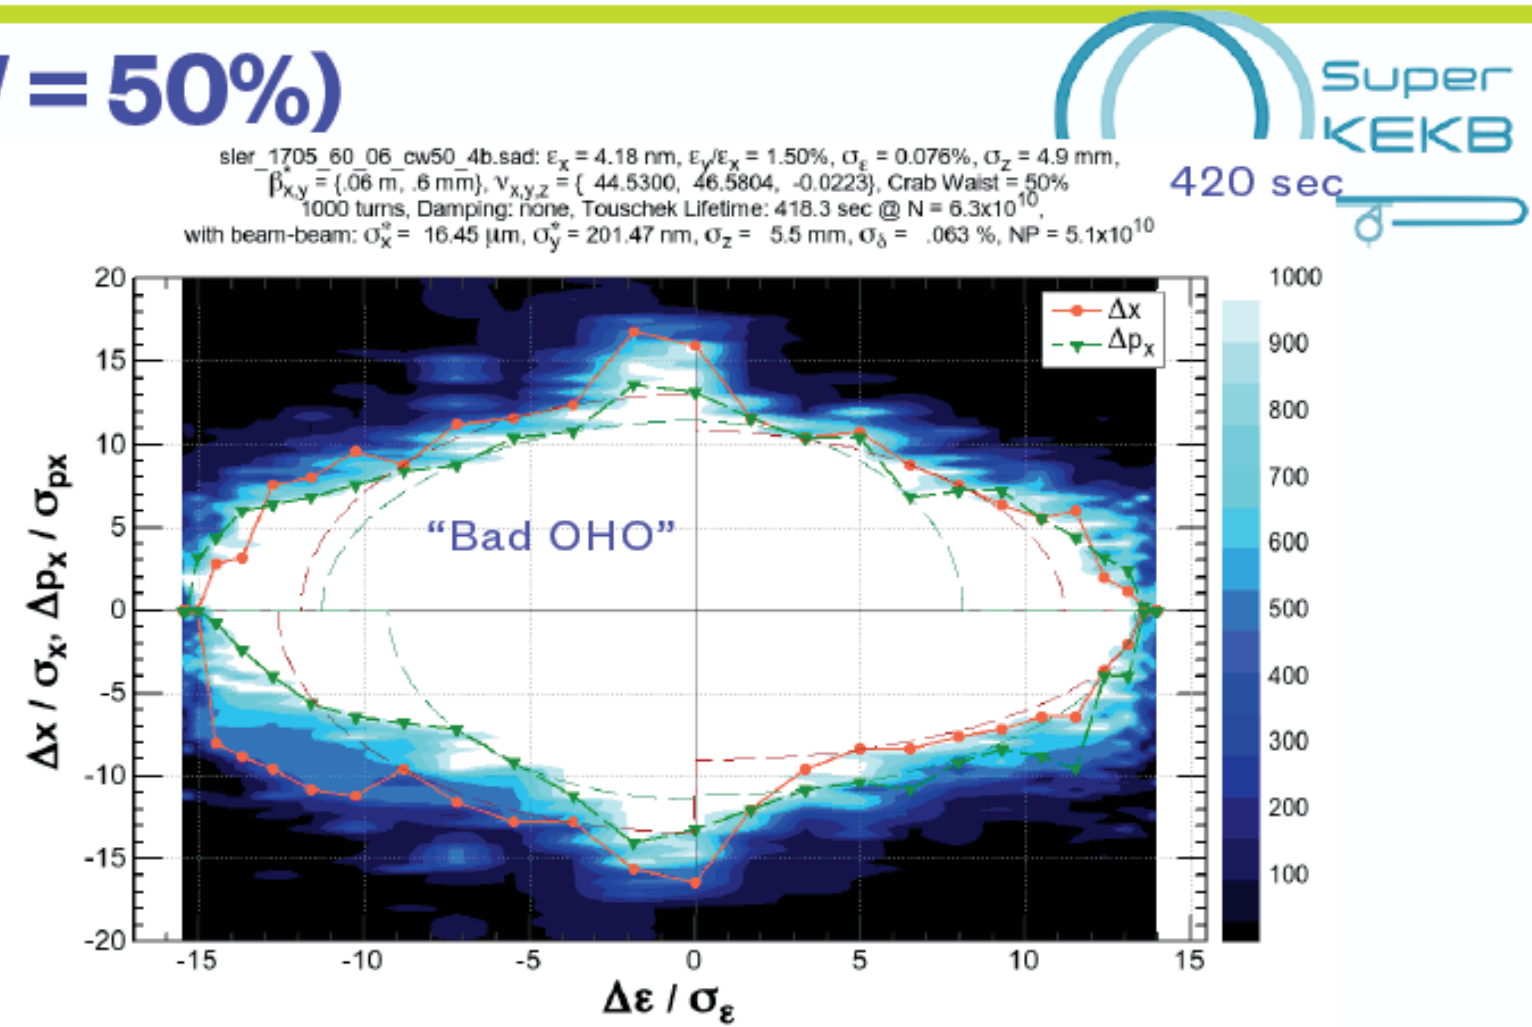 = 50%)
Super
KEKB
sler_1705_60_06_cw50_4b.sad: εx = 4.18 nm, εy/εx = 1.50%, σε = 0.076%, σz = 4.9 mm,
β*x,y = {.06 m, .6 mm}, νx,y,z = { 44.5300, 46.5804, -0.0223}, Crab Waist = 50%
1000 turns, Damping: none, Touschek Lifetime: 418.3 sec @ N = 6.3x10^10,
with beam-beam: σ*x = 16.45 μm, σ*y = 201.47 nm, σz = 5.5 mm, σδ = .063 %, NP = 5.1x10^10
420 sec
Δx
Δpx
"Bad OHO"
Δx / σx, Δpx / σpx
20
15
10
5
0
-5
-10
-15
-20
-15 -10 -5 0 5 10 15
Δε / σε
1000
900
800
700
600
500
400
300
200
100